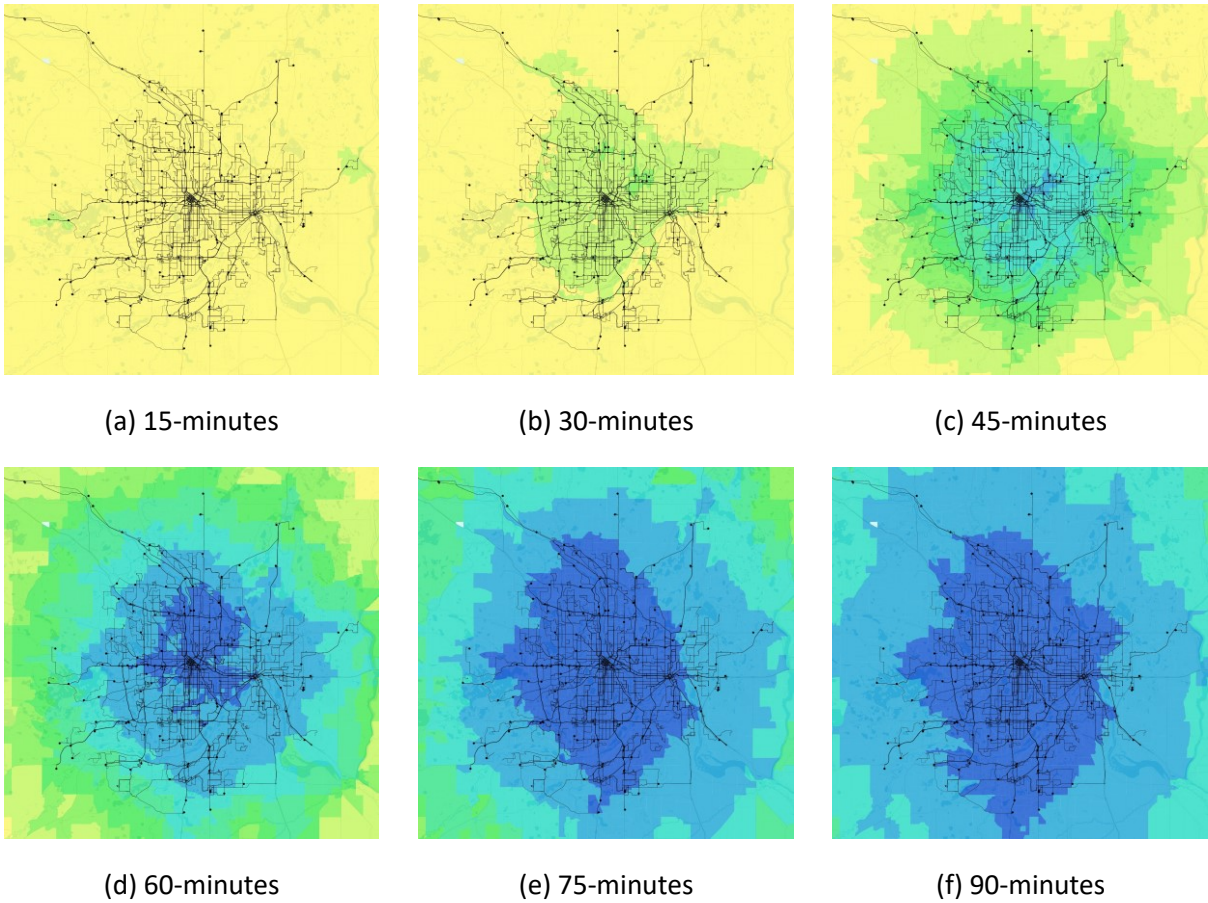 (a) 15-minutes
(b) 30-minutes
(c) 45-minutes
(d) 60-minutes
(e) 75-minutes
(f) 90-minutes